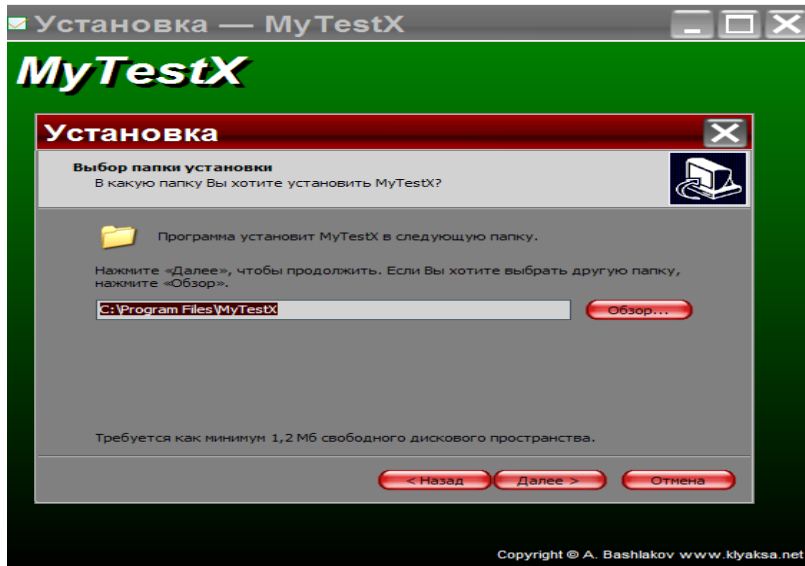 Установка — MyTestX
MyTestX
Установка
Выбор папки установки
В какую папку Вы хотите установить MyTestX?
Программа установит MyTestX в следующую папку.
Нажмите «Далее», чтобы продолжить. Если Вы хотите выбрать другую папку,
нажмите «Обзор».
C:\Program Files\MyTestX
Обзор...
Требуется как минимум 1,2 Мб свободного дискового пространства.
< Назад
Далее >
Отмена
Copyright © A. Bashlakov www.klyaksa.net